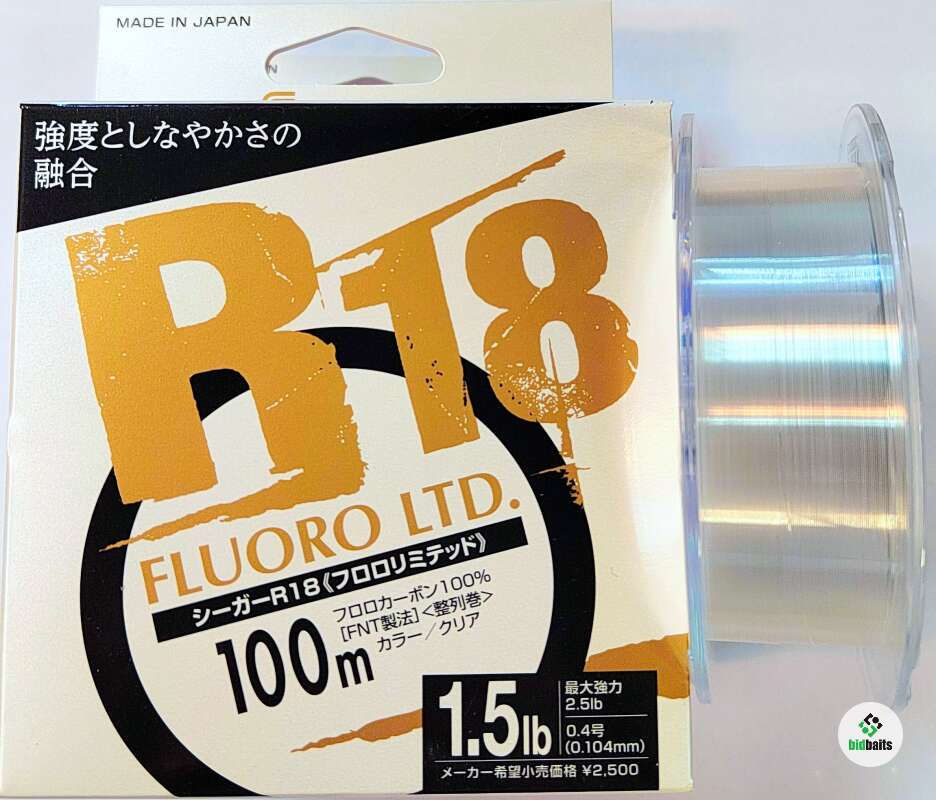 MADE IN JAPAN
強度としなやかさの
融合
R18
FLUORO LTD.
シーガーR18《フロロリミテッド》
100m
フロロカーボン100%
[FNT製法]<整列巻>
カラー／クリア
1.5lb
最大強力
2.5lb
0.4号
(0.104mm)
メーカー希望小売価格 ¥2,500
bidbaits